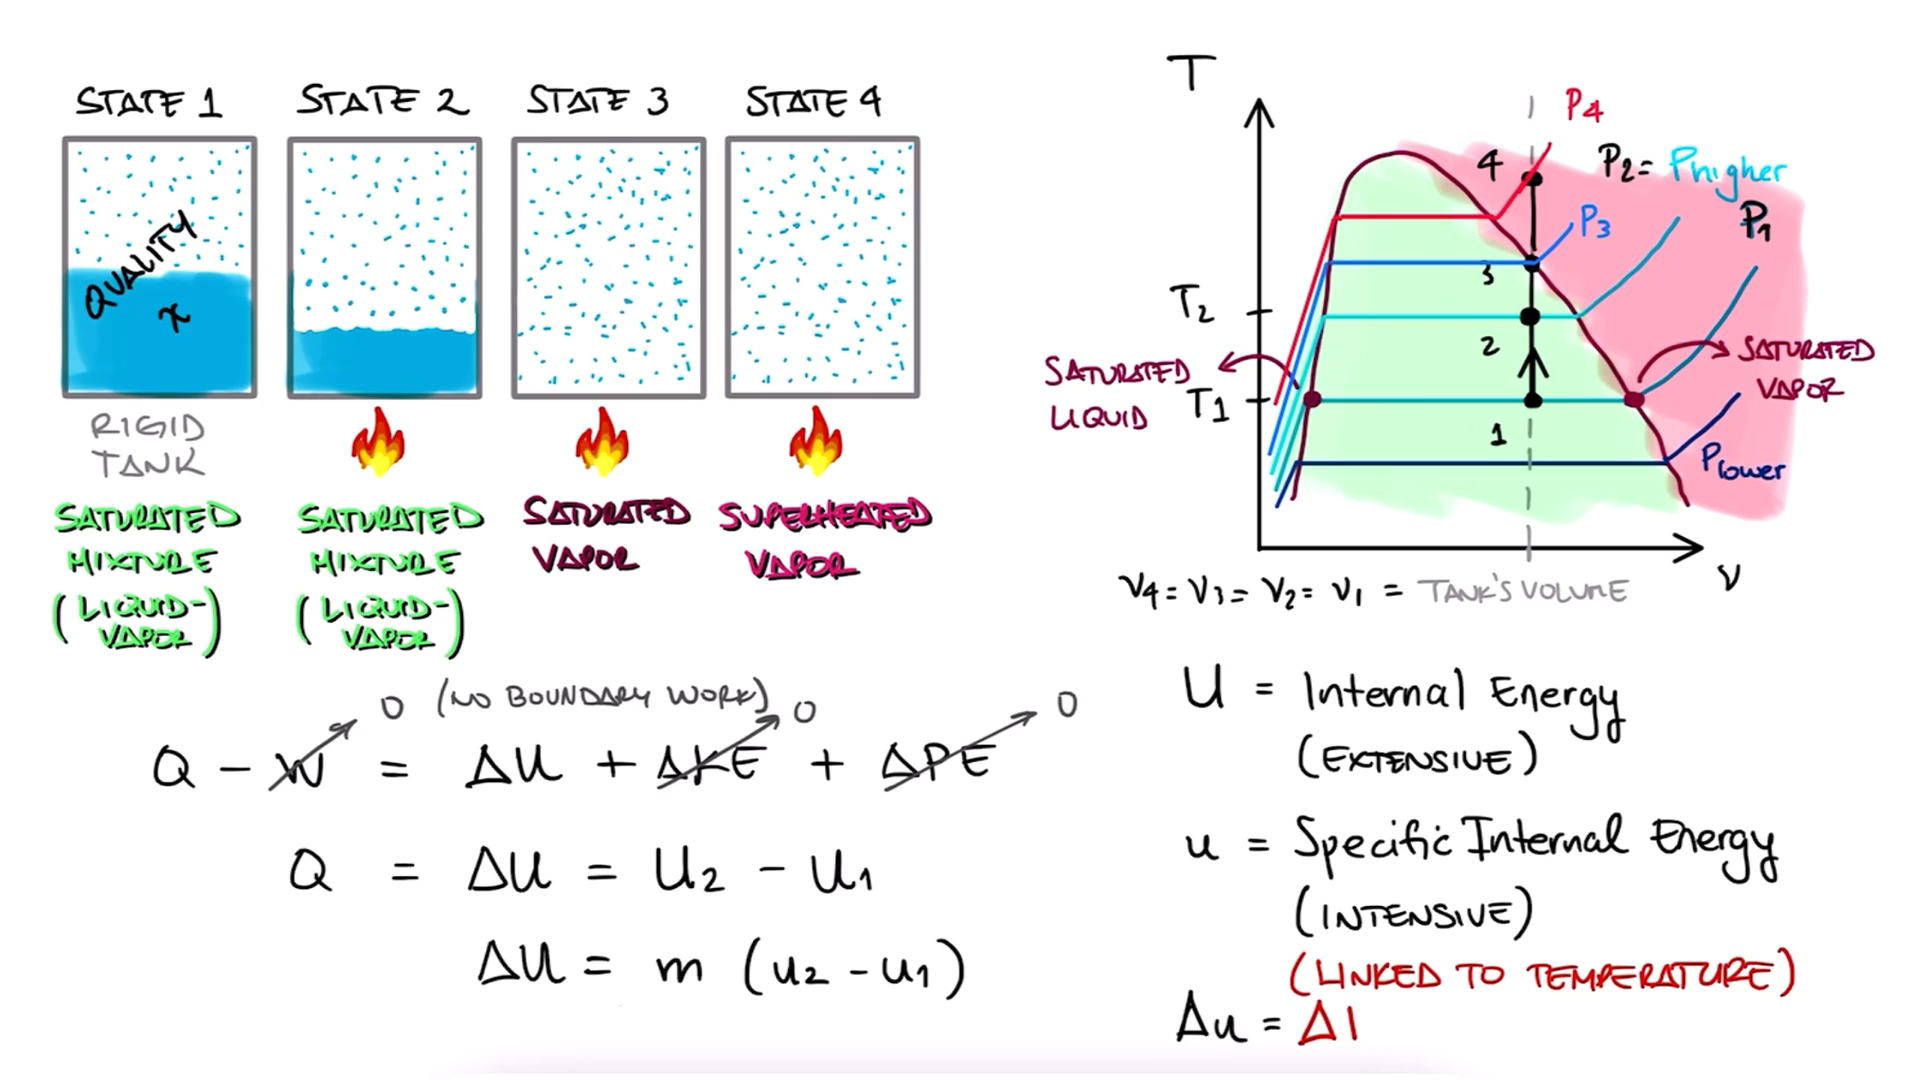 STATE 1
STATE 2
STATE 3
STATE 4
QUALITY
x
RIGID
TANK
SATURATED
MIXTURE
(LIQUID-
VAPOR)
SATURATED
MIXTURE
(LIQUID-
VAPOR)
SATURATED
VAPOR
SUPERHEATED
VAPOR
T
P4
4
P2 = Phigher
P1
P3
3
T2
2
SATURATED
VAPOR
SATURATED
LIQUID
T1
1
Plower
v
v4 = v3 = v2 = v1 = TANK'S VOLUME
0 (NO BOUNDARY WORK) 0 0
Q - W = ΔU + ΔKE + ΔPE
Q = ΔU = U2 - U1
ΔU = m (u2 - u1)
U = Internal Energy
(EXTENSIVE)
u = Specific Internal Energy
(INTENSIVE)
(LINKED TO TEMPERATURE)
Δu = Δ